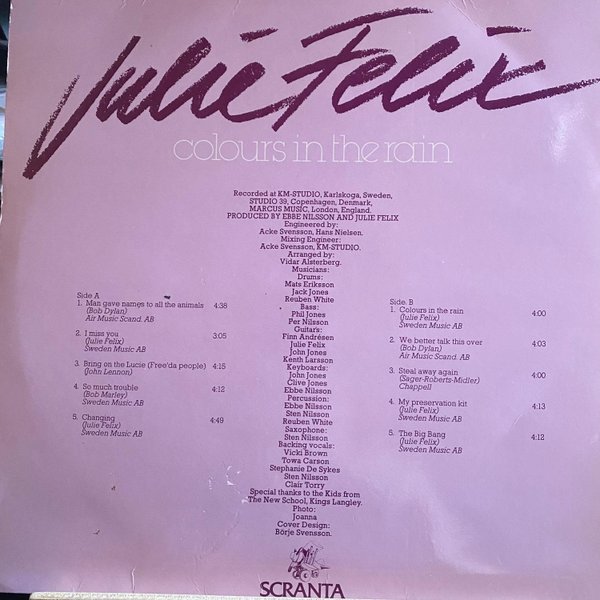 Julie Felix
colours in the rain
Recorded at KM-STUDIO, Karlskoga, Sweden,
STUDIO 39, Copenhagen, Denmark,
MARCUS MUSIC, London, England.
PRODUCED BY EBBE NILSSON AND JULIE FELIX
Engineered by:
Acke Svensson, Hans Nielsen.
Mixing Engineer:
Acke Svensson, KM-STUDIO.
Arranged by:
Vidar Alsterberg.
Musicians:
Drums:
Mats Eriksson
Jack Jones
Reuben White
Bass:
Phil Jones
Per Nilsson
Guitars:
Finn Andrésen
Julie Felix
John Jones
Kenth Larsson
Keyboards:
John Jones
Clive Jones
Ebbe Nilsson
Percussion:
Ebbe Nilsson
Sten Nilsson
Reuben White
Saxophone:
Sten Nilsson
Backing vocals:
Vicki Brown
Towa Carson
Stephanie De Sykes
Sten Nilsson
Clair Torry
Special thanks to the Kids from
The New School, Kings Langley.
Photo:
Joanna
Cover Design:
Börje Svensson.
Side A
1. Man gave names to all the animals 4:38
(Bob Dylan)
Air Music Scand. AB
2. I miss you 3:05
(Julie Felix)
Sweden Music AB
3. Bring on the Lucie (Free'da people) 4:15
(John Lennon)
4. So much trouble 4:12
(Bob Marley)
Sweden Music AB
5. Changing 4:49
(Julie Felix)
Sweden Music AB
Side. B
1. Colours in the rain 4:00
(Julie Felix)
Sweden Music AB
2. We better talk this over 4:03
(Bob Dylan)
Air Music Scand. AB
3. Steal away again 4:00
(Sager-Roberts-Midler)
Chappell
4. My preservation kit 4:13
(Julie Felix)
Sweden Music AB
5. The Big Bang 4:12
(Julie Felix)
Sweden Music AB
SCRANTA